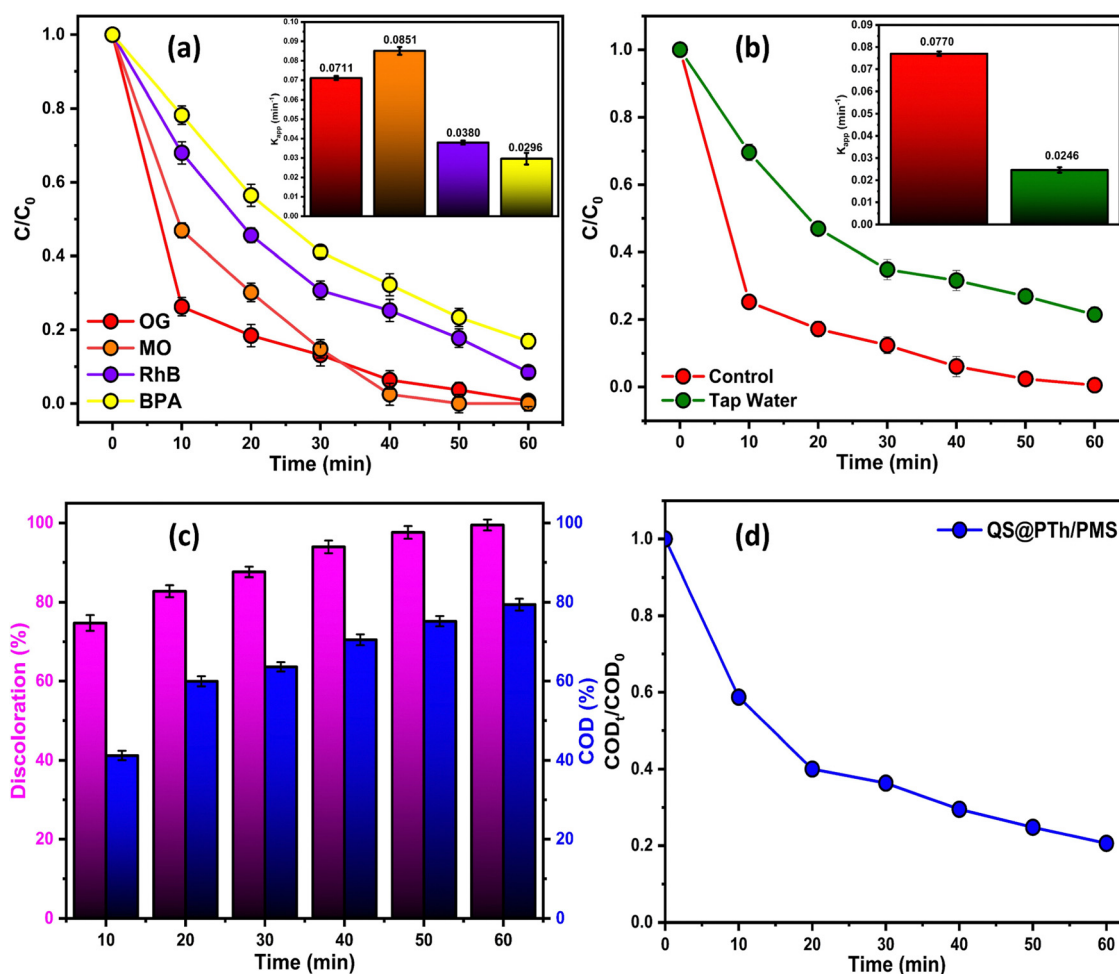 (a)
C/C0
1.0
0.8
0.6
0.4
0.2
0.0
0 10 20 30 40 50 60
Time (min)
OG
MO
RhB
BPA
Kapp (min-1)
0.10
0.09
0.08
0.07
0.06
0.05
0.04
0.03
0.02
0.01
0.00
0.0711
0.0851
0.0380
0.0296
(b)
C/C0
1.0
0.8
0.6
0.4
0.2
0.0
0 10 20 30 40 50 60
Time (min)
Control
Tap Water
Kapp (min-1)
0.09
0.08
0.07
0.06
0.05
0.04
0.03
0.02
0.01
0.00
0.0770
0.0246
(c)
Discoloration (%)
100
80
60
40
20
0
10 20 30 40 50 60
Time (min)
COD (%)
100
80
60
40
20
0
(d)
QS@PTh/PMS
CODt/COD0
1.0
0.8
0.6
0.4
0.2
0.0
0 10 20 30 40 50 60
Time (min)